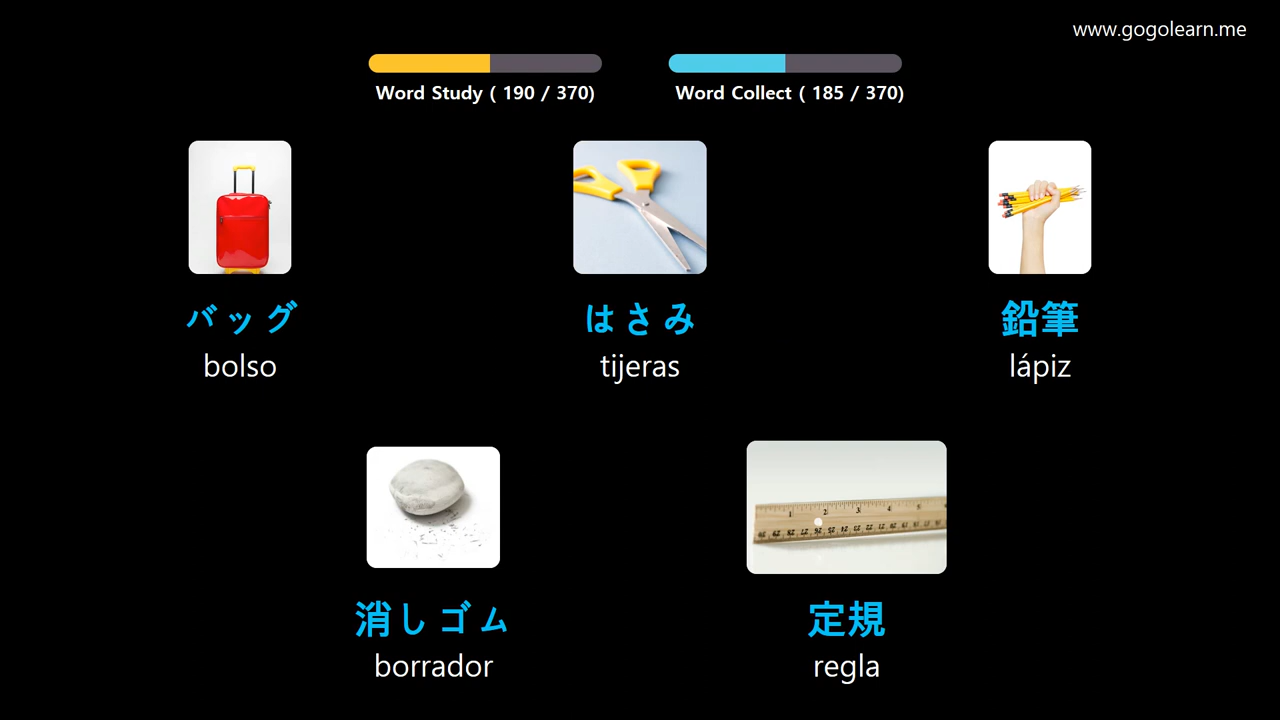 www.gogolearn.me
Word Study ( 190 / 370)
Word Collect ( 185 / 370)
バッグ
bolso
はさみ
tijeras
鉛筆
lápiz
消しゴム
borrador
定規
regla